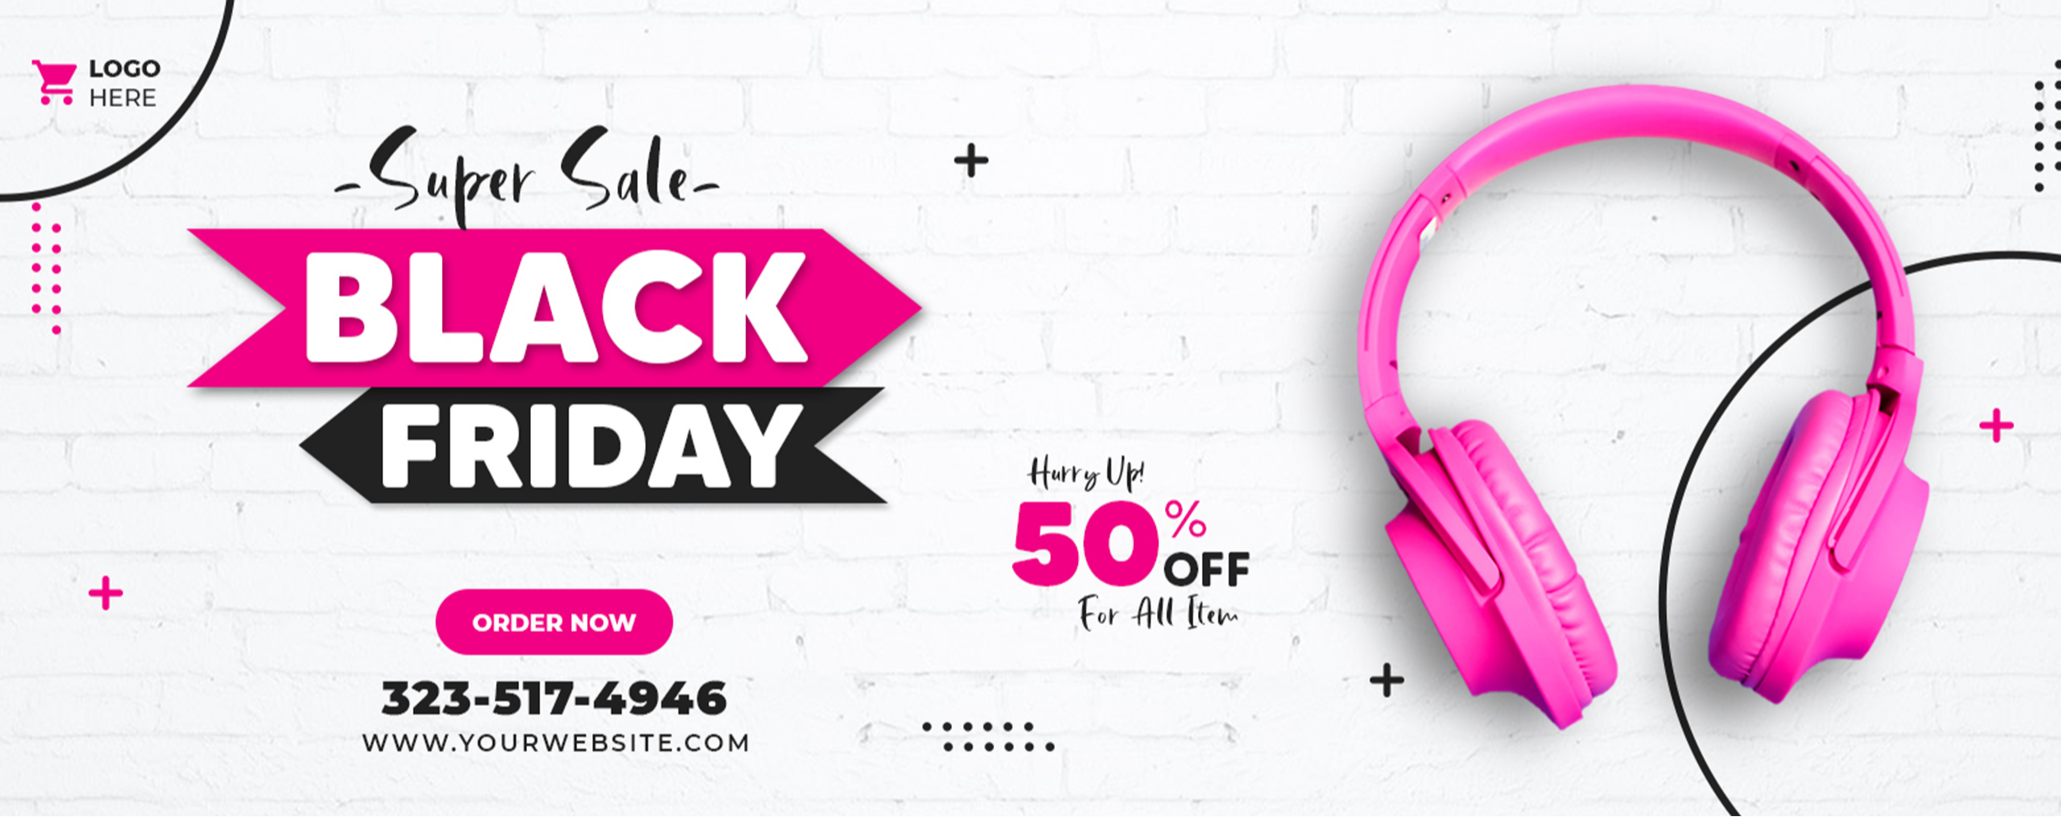 LOGO
HERE
-Super Sale-
BLACK
FRIDAY
Hurry Up!
50%
OFF
For All Item
ORDER NOW
323-517-4946
WWW.YOURWEBSITE.COM